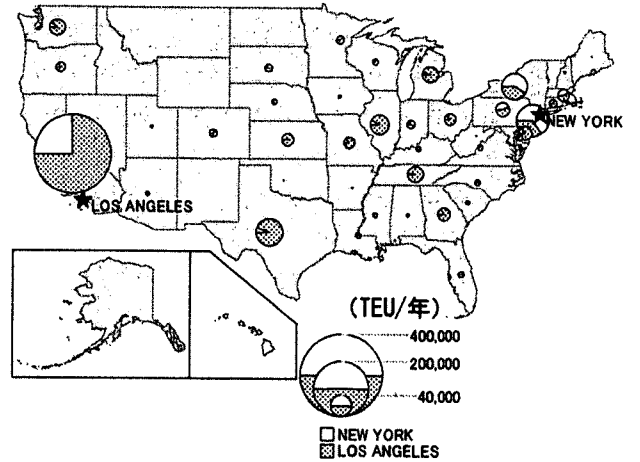 NEW YORK
LOS ANGELES
(TEU/年)
400,000
200,000
40,000
NEW YORK
LOS ANGELES